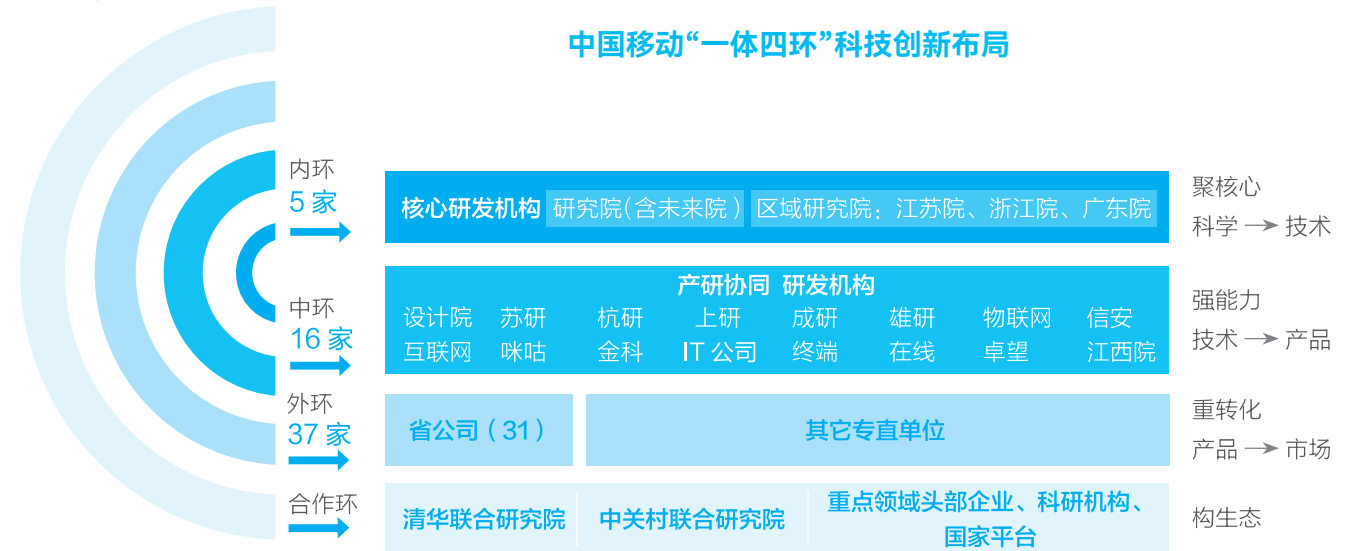 中国移动“一体四环”科技创新布局
内环
5 家
核心研发机构 研究院(含未来院) 区域研究院：江苏院、浙江院、广东院
聚核心
科学 → 技术
中环
16 家
产研协同 研发机构
设计院 苏研 杭研 上研 成研 雄研 物联网 信安
互联网 咪咕 金科 IT 公司 终端 在线 卓望 江西院
强能力
技术 → 产品
外环
37 家
省公司（31） 其它专直单位
重转化
产品 → 市场
合作环
清华联合研究院 中关村联合研究院
重点领域头部企业、科研机构、
国家平台
构生态